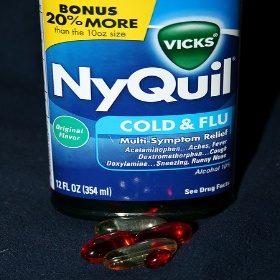 BONUS
20% MORE
than the 10oz size
VICKS
NyQuil
COLD & FLU
Original
Flavor
Multi-Symptom Relief
Acetaminophen...Aches, Fever
Dextromethorphan...Cough
Doxylamine...Sneezing, Runny Nose
Alcohol 10%
See Drug Facts
12 FL OZ (354 ml)